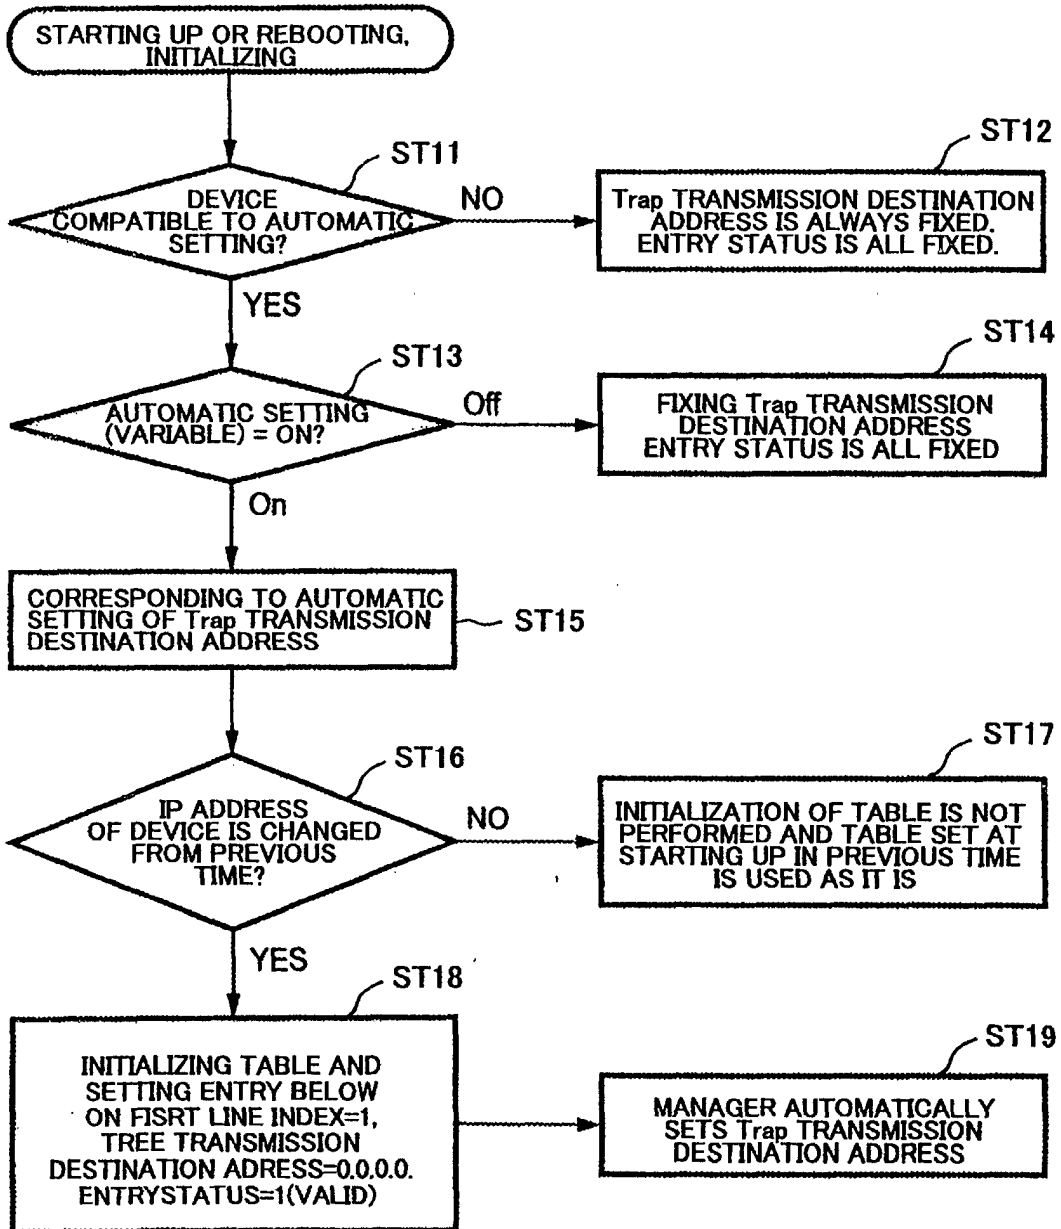 STARTING UP OR REBOOTING,
INITIALIZING
ST11
DEVICE
COMPATIBLE TO AUTOMATIC
SETTING?
NO
ST12
Trap TRANSMISSION DESTINATION
ADDRESS IS ALWAYS FIXED.
ENTRY STATUS IS ALL FIXED.
YES
ST13
AUTOMATIC SETTING
(VARIABLE) = ON?
Off
ST14
FIXING Trap TRANSMISSION
DESTINATION ADDRESS
ENTRY STATUS IS ALL FIXED
On
CORRESPONDING TO AUTOMATIC
SETTING OF Trap TRANSMISSION
DESTINATION ADDRESS
ST15
ST16
IP ADDRESS
OF DEVICE IS CHANGED
FROM PREVIOUS
TIME?
NO
ST17
INITIALIZATION OF TABLE IS NOT
PERFORMED AND TABLE SET AT
STARTING UP IN PREVIOUS TIME
IS USED AS IT IS
YES
ST18
INITIALIZING TABLE AND
SETTING ENTRY BELOW
ON FISRT LINE INDEX=1,
TREE TRANSMISSION
DESTINATION ADRESS=0.0.0.0.
ENTRYSTATUS=1(VALID)
ST19
MANAGER AUTOMATICALLY
SETS Trap TRANSMISSION
DESTINATION ADDRESS